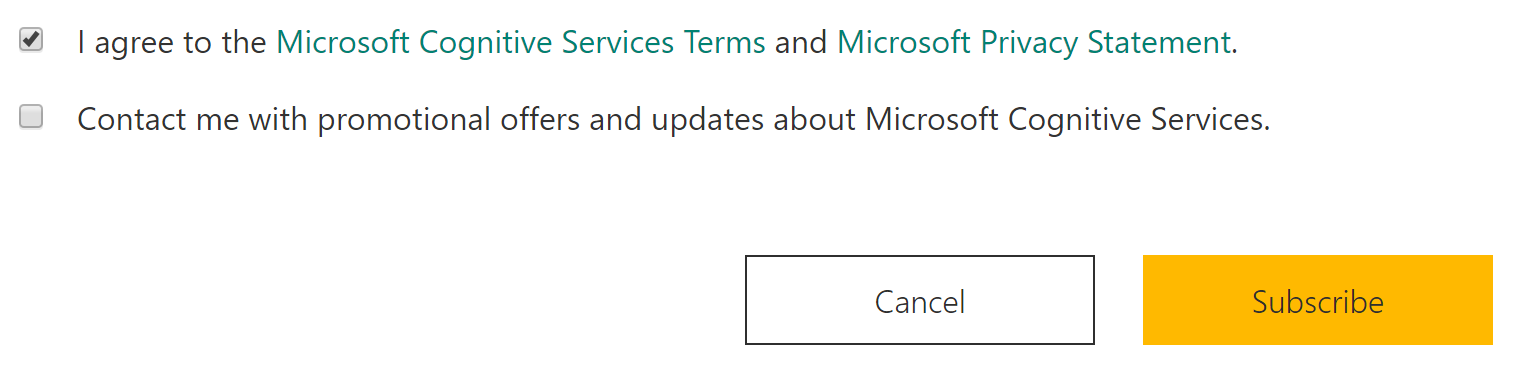 I agree to the Microsoft Cognitive Services Terms and Microsoft Privacy Statement.
Contact me with promotional offers and updates about Microsoft Cognitive Services.
Cancel
Subscribe